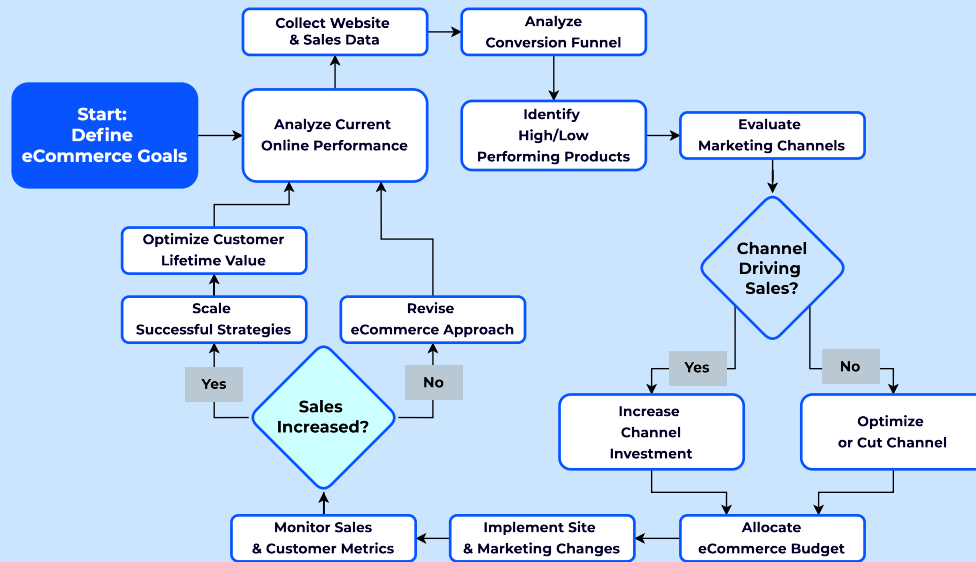 Collect Website
& Sales Data
Analyze
Conversion Funnel
Start:
Define
eCommerce Goals
Analyze Current
Online Performance
Identify
High/Low
Performing Products
Evaluate
Marketing Channels
Channel
Driving
Sales?
Optimize Customer
Lifetime Value
Scale
Successful Strategies
Revise
eCommerce Approach
Yes
No
Sales
Increased?
Yes
No
Increase
Channel
Investment
Optimize
or Cut Channel
Monitor Sales
& Customer Metrics
Implement Site
& Marketing Changes
Allocate
eCommerce Budget